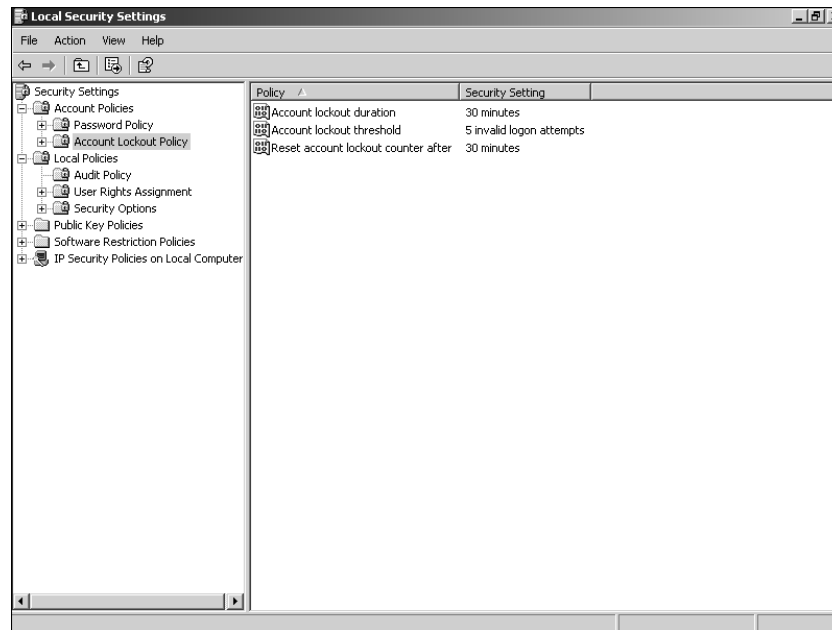 Local Security Settings
File Action View Help
Security Settings
Account Policies
Password Policy
Account Lockout Policy
Local Policies
Audit Policy
User Rights Assignment
Security Options
Public Key Policies
Software Restriction Policies
IP Security Policies on Local Computer
Policy Security Setting
Account lockout duration 30 minutes
Account lockout threshold 5 invalid logon attempts
Reset account lockout counter after 30 minutes